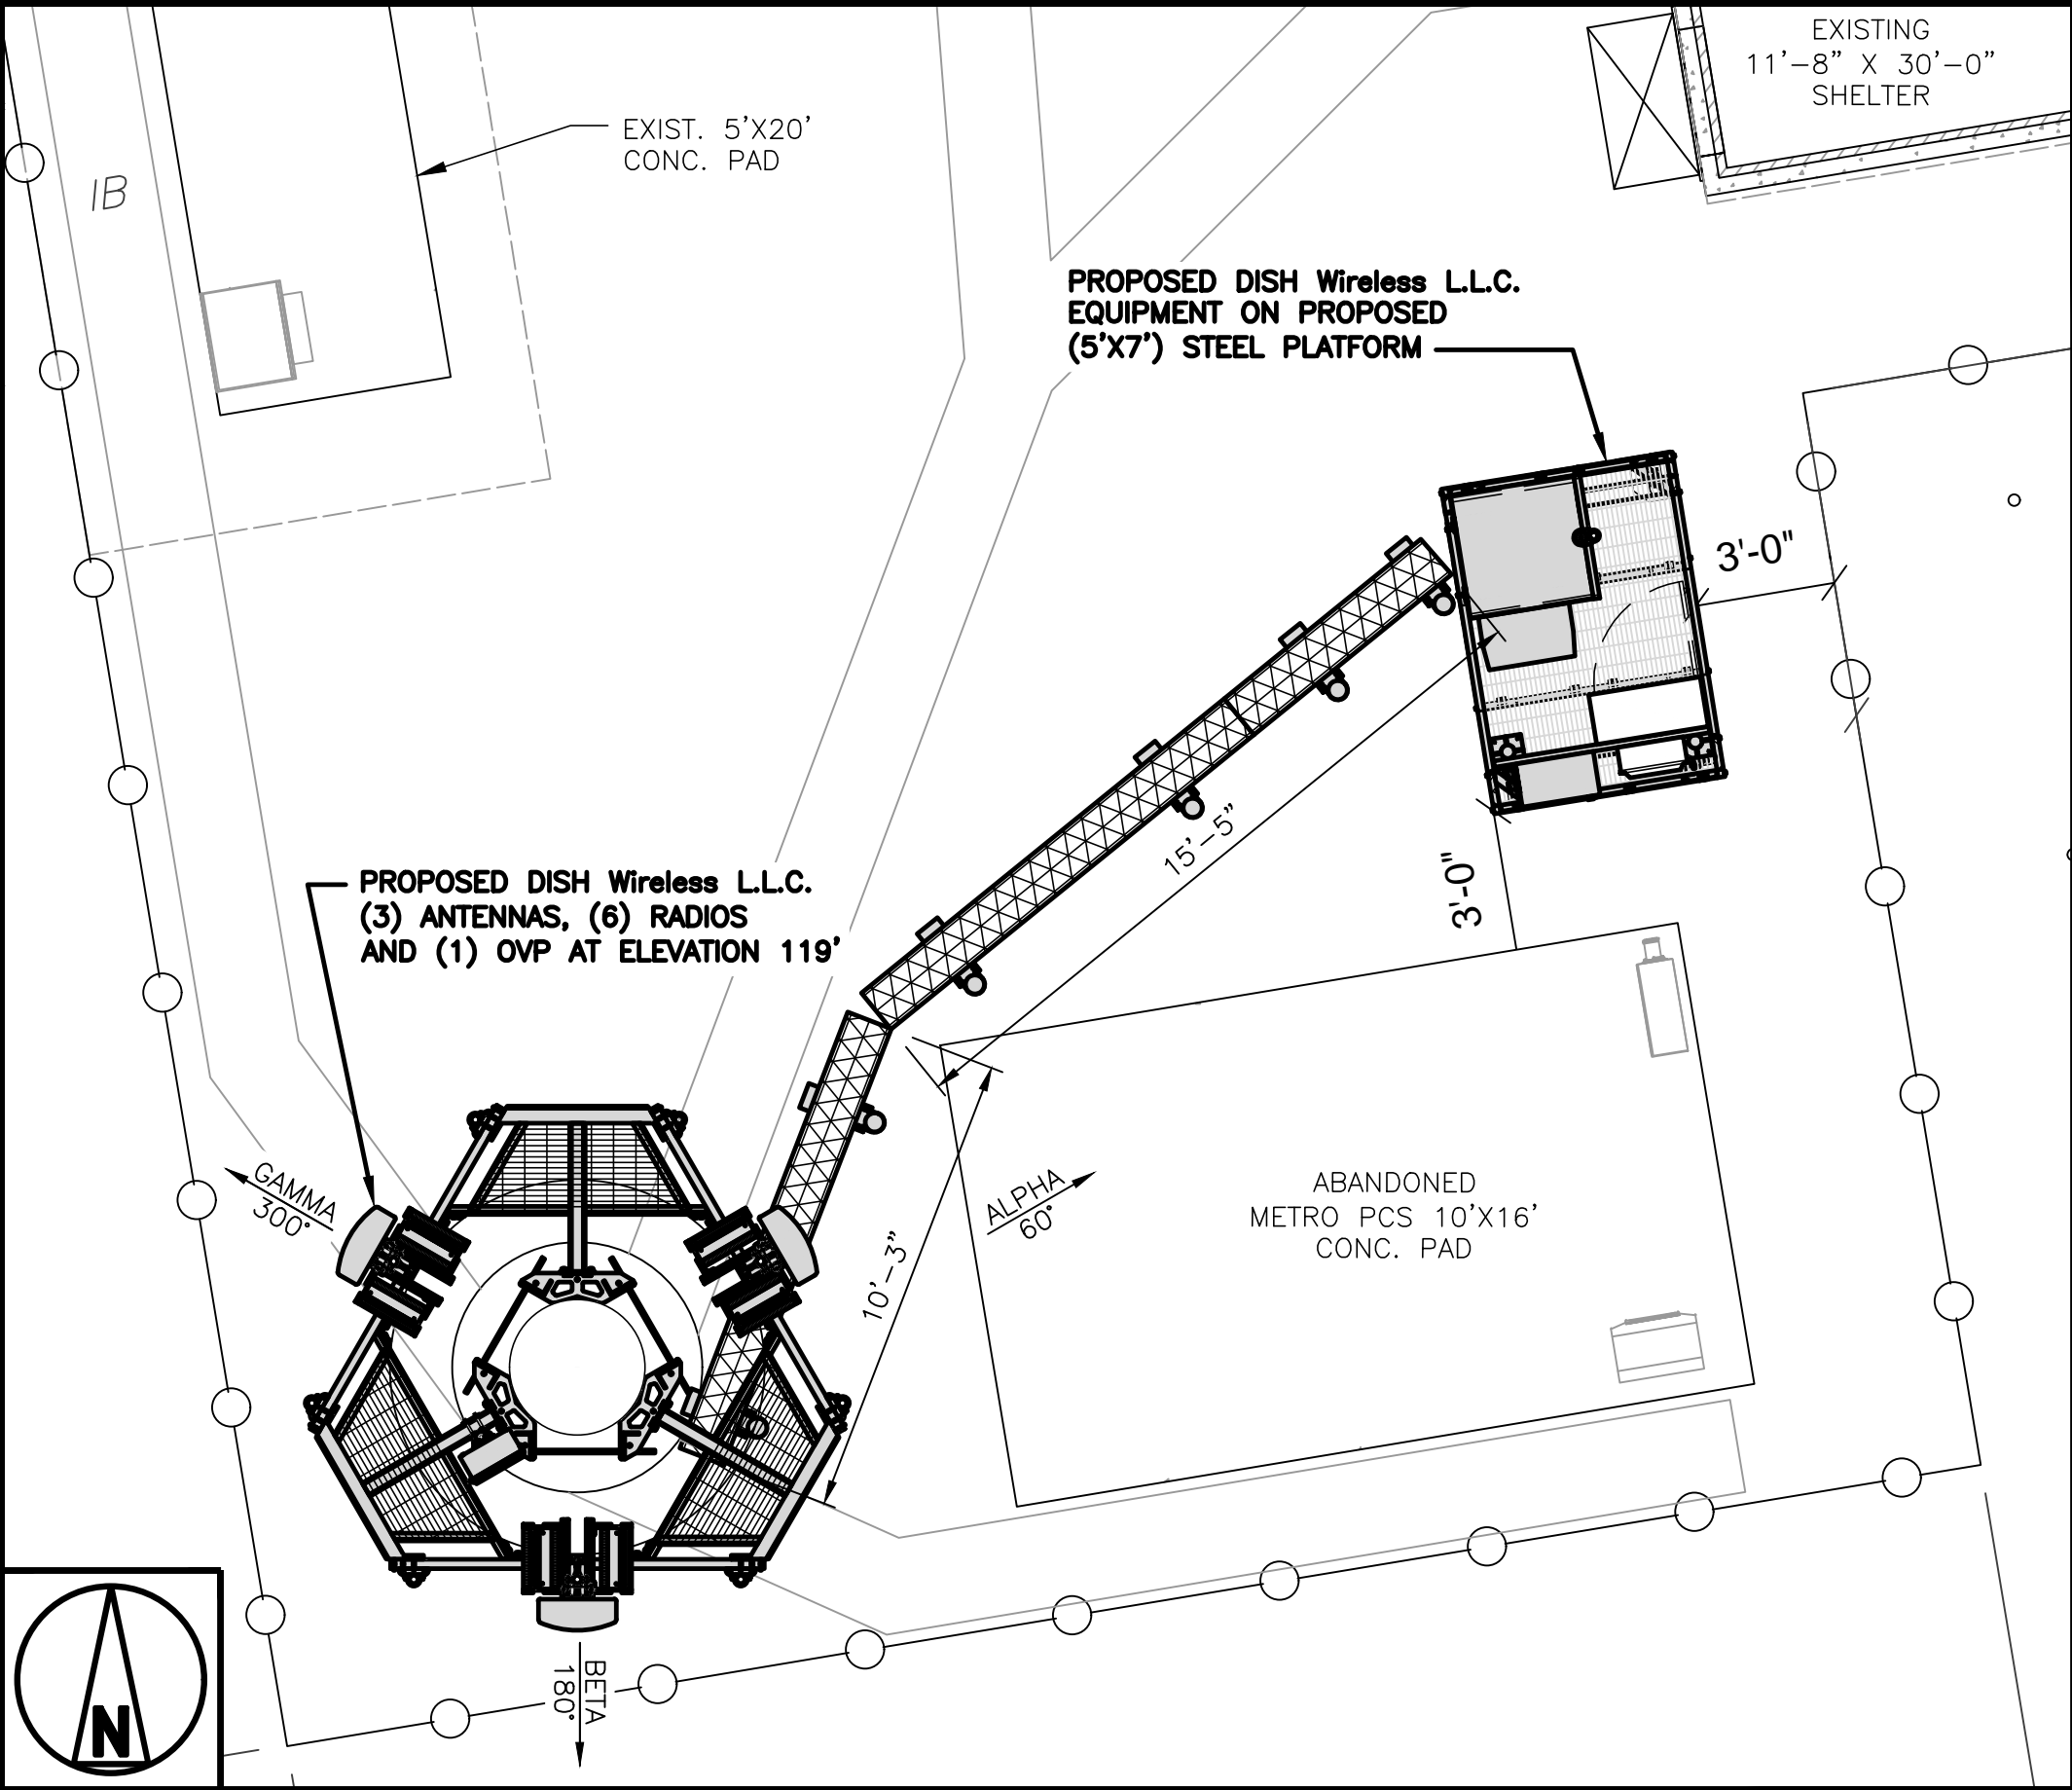 EXISTING
11'-8" X 30'-0"
SHELTER
EXIST. 5'X20'
CONC. PAD
IB
PROPOSED DISH Wireless L.L.C.
EQUIPMENT ON PROPOSED
(5'X7') STEEL PLATFORM
3'-0"
15'-5"
3'-0"
PROPOSED DISH Wireless L.L.C.
(3) ANTENNAS, (6) RADIOS
AND (1) OVP AT ELEVATION 119'
GAMMA
300°
ALPHA
60°
10'-3"
ABANDONED
METRO PCS 10'X16'
CONC. PAD
BETA
180°
N